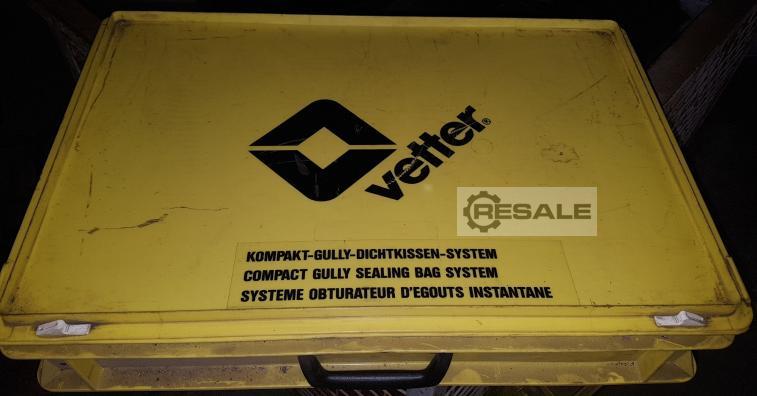 vetter®
RESALE
KOMPAKT-GULLY-DICHTKISSEN-SYSTEM
COMPACT GULLY SEALING BAG SYSTEM
SYSTEME OBTURATEUR D'EGOUTS INSTANTANE